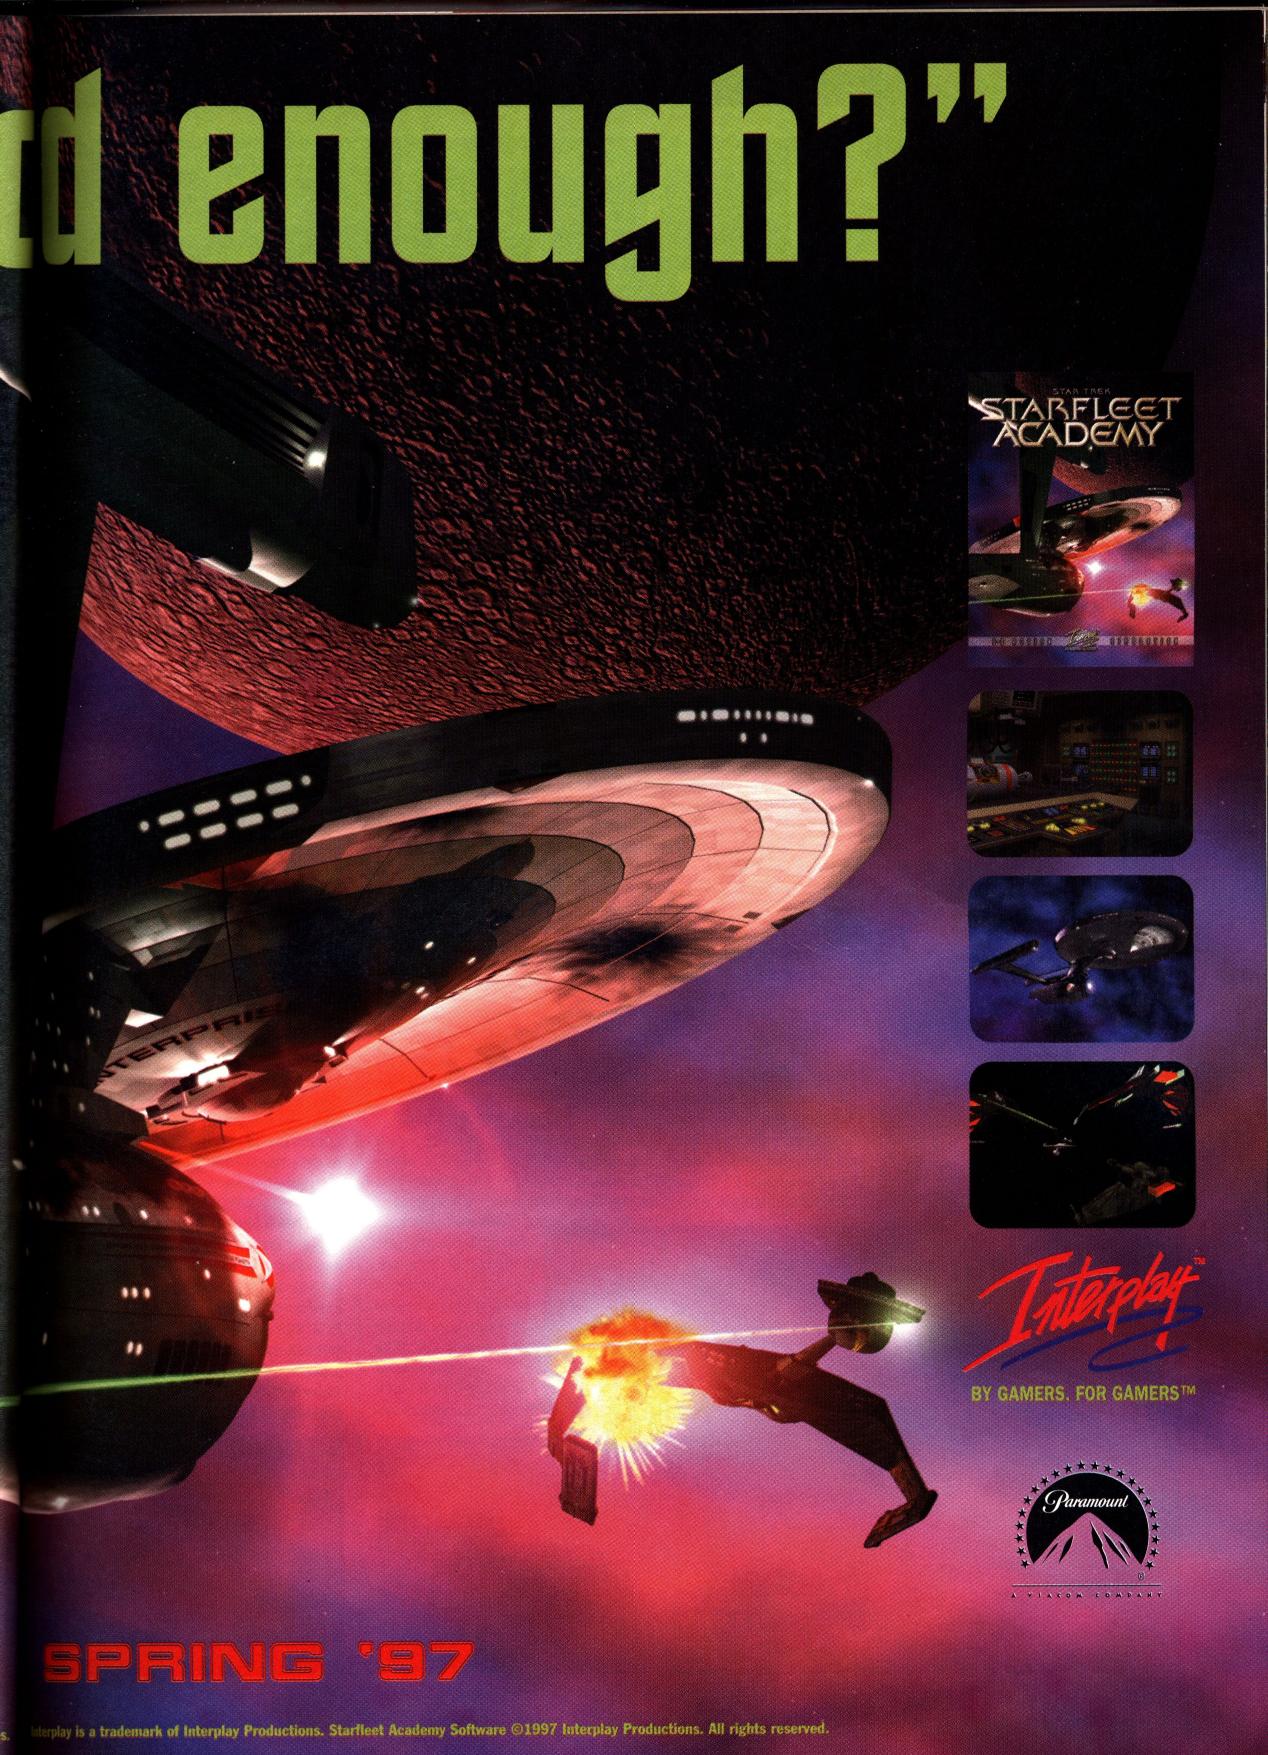 d enough?”
STAR TREK
STARFLEET
ACADEMY
Interplay™
BY GAMERS. FOR GAMERS™
Paramount
®
A VIACOM COMPANY
SPRING '97
s. Interplay is a trademark of Interplay Productions. Starfleet Academy Software ©1997 Interplay Productions. All rights reserved.